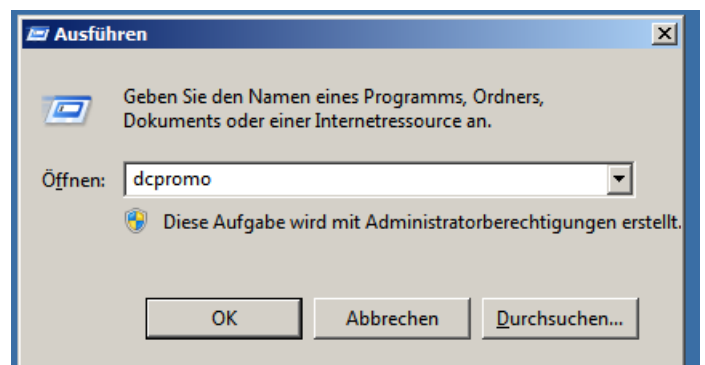 Ausführen
Geben Sie den Namen eines Programms, Ordners,
Dokuments oder einer Internetressource an.
Öffnen: dcpromo
Diese Aufgabe wird mit Administratorberechtigungen erstellt.
OK Abbrechen Durchsuchen...